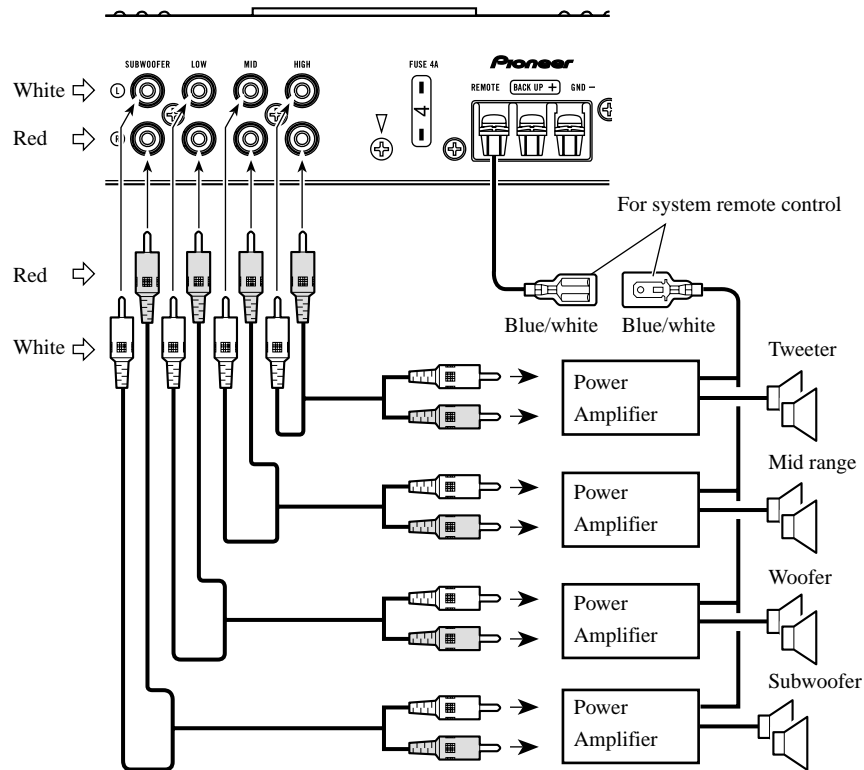 SUBWOOFER LOW MID HIGH
FUSE 4A
Pioneer
REMOTE BACK UP + GND −
White
L
4
Red
R
For system remote control
Red
White
Blue/white
Blue/white
Tweeter
Power
Amplifier
Mid range
Power
Amplifier
Woofer
Power
Amplifier
Subwoofer
Power
Amplifier